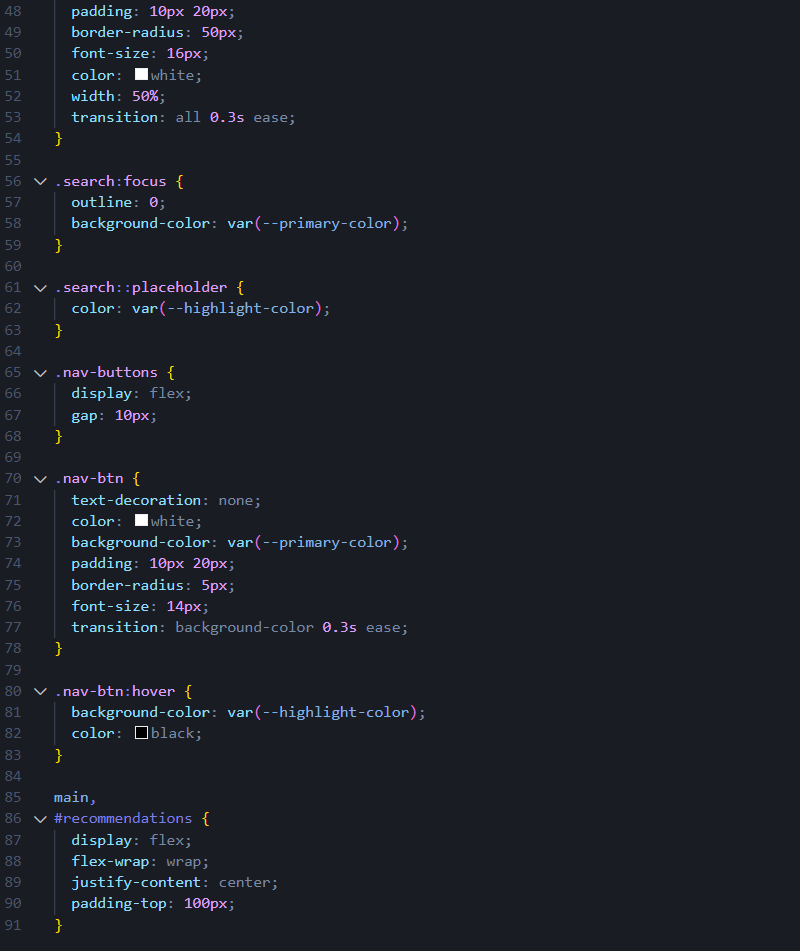 48 padding: 10px 20px;
49 border-radius: 50px;
50 font-size: 16px;
51 color: white;
52 width: 50%;
53 transition: all 0.3s ease;
54 }
55
56 .search:focus {
57 outline: 0;
58 background-color: var(--primary-color);
59 }
60
61 .search::placeholder {
62 color: var(--highlight-color);
63 }
64
65 .nav-buttons {
66 display: flex;
67 gap: 10px;
68 }
69
70 .nav-btn {
71 text-decoration: none;
72 color: white;
73 background-color: var(--primary-color);
74 padding: 10px 20px;
75 border-radius: 5px;
76 font-size: 14px;
77 transition: background-color 0.3s ease;
78 }
79
80 .nav-btn:hover {
81 background-color: var(--highlight-color);
82 color: black;
83 }
84
85 main,
86 #recommendations {
87 display: flex;
88 flex-wrap: wrap;
89 justify-content: center;
90 padding-top: 100px;
91 }